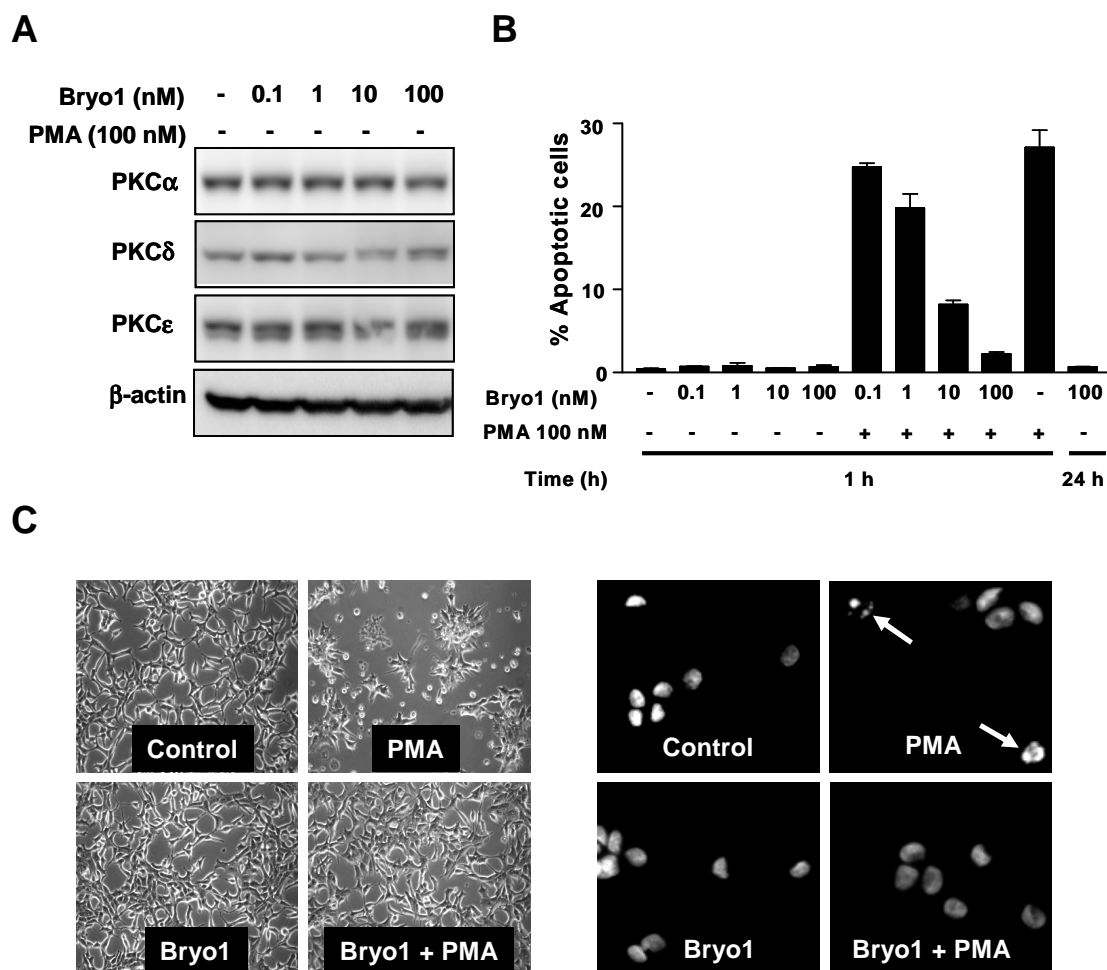 A
Bryo1 (nM) - 0.1 1 10 100
PMA (100 nM) - - - - -
PKCα
PKCδ
PKCε
β-actin
B
% Apoptotic cells
30
20
10
0
Bryo1 (nM) - 0.1 1 10 100 0.1 1 10 100 - 100
PMA 100 nM - - - - - + + + + + -
Time (h) 1 h 24 h
C
Control PMA
Bryo1 Bryo1 + PMA
Control PMA
Bryo1 Bryo1 + PMA